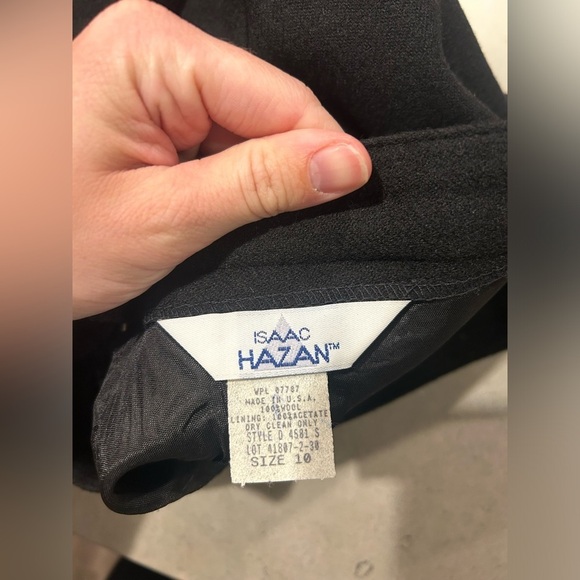 ISAAC
HAZAN™
WPL 07787
MADE IN U.S.A.
100%WOOL
LINING: 100%ACETATE
DRY CLEAN ONLY
STYLE D 4581 S
LOT 41807-2-30
SIZE 10